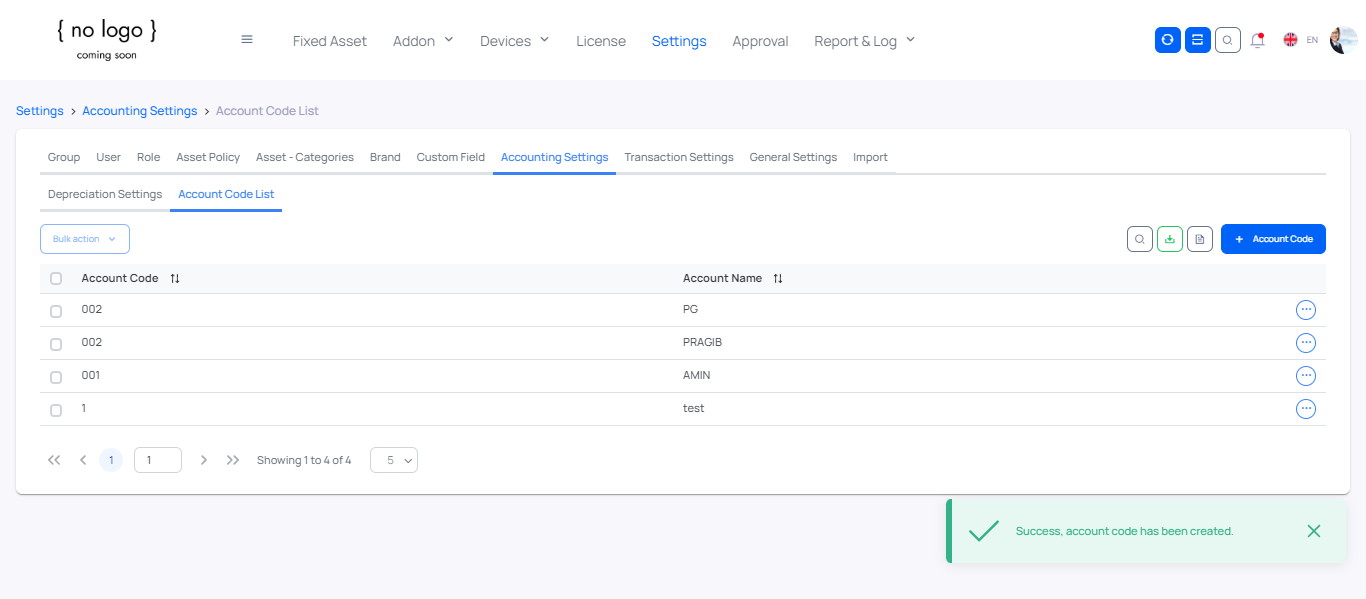 { no logo }
coming soon
Fixed Asset Addon Devices License Settings Approval Report & Log EN
Settings > Accounting Settings > Account Code List
Group User Role Asset Policy Asset - Categories Brand Custom Field Accounting Settings Transaction Settings General Settings Import
Depreciation Settings Account Code List
Bulk action + Account Code
Account Code Account Name
002 PG
002 PRAGIB
001 AMIN
1 test
1 1 Showing 1 to 4 of 4 5
Success, account code has been created.